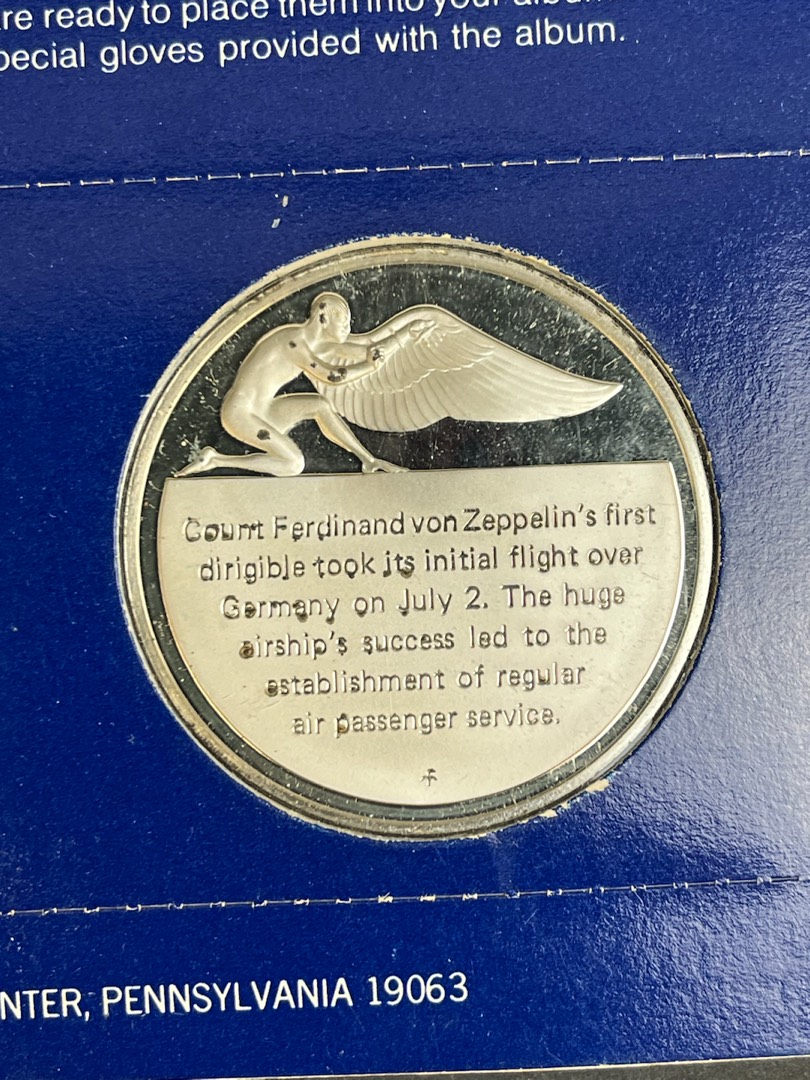 re ready to place them into your album
pecial gloves provided with the album.
Count Ferdinand von Zeppelin's first
dirigible took its initial flight over
Germany on July 2. The huge
airship's success led to the
establishment of regular
air passenger service.
NTER, PENNSYLVANIA 19063